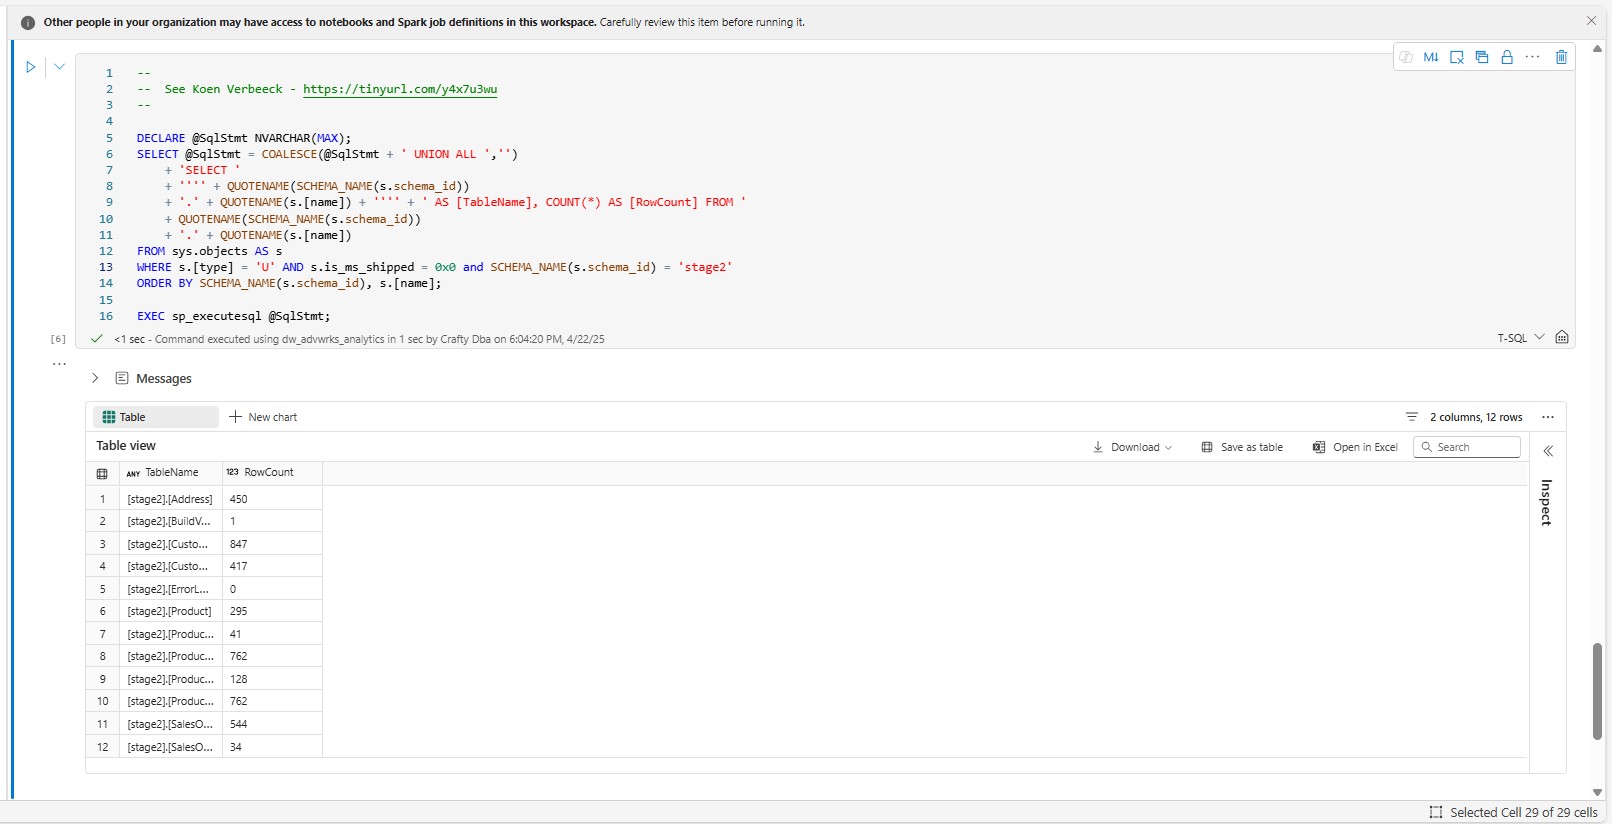 Other people in your organization may have access to notebooks and Spark job definitions in this workspace. Carefully review this item before running it.
M↓
1 --
2 -- See Koen Verbeeck - https://tinyurl.com/y4x7u3wu
3 --
4
5 DECLARE @SqlStmt NVARCHAR(MAX);
6 SELECT @SqlStmt = COALESCE(@SqlStmt + ' UNION ALL ','')
7 + 'SELECT '
8 + '''' + QUOTENAME(SCHEMA_NAME(s.schema_id))
9 + '.' + QUOTENAME(s.[name]) + '''' + ' AS [TableName], COUNT(*) AS [RowCount] FROM '
10 + QUOTENAME(SCHEMA_NAME(s.schema_id))
11 + '.' + QUOTENAME(s.[name])
12 FROM sys.objects AS s
13 WHERE s.[type] = 'U' AND s.is_ms_shipped = 0x0 and SCHEMA_NAME(s.schema_id) = 'stage2'
14 ORDER BY SCHEMA_NAME(s.schema_id), s.[name];
15
16 EXEC sp_executesql @SqlStmt;
[6] <1 sec - Command executed using dw_advwrks_analytics in 1 sec by Crafty Dba on 6:04:20 PM, 4/22/25 T-SQL
Messages
Table New chart 2 columns, 12 rows
Table view Download Save as table Open in Excel Search
ANY TableName 123 RowCount
Inspect
1 [stage2].[Address] 450
2 [stage2].[BuildV... 1
3 [stage2].[Custo... 847
4 [stage2].[Custo... 417
5 [stage2].[ErrorL... 0
6 [stage2].[Product] 295
7 [stage2].[Produc... 41
8 [stage2].[Produc... 762
9 [stage2].[Produc... 128
10 [stage2].[Produc... 762
11 [stage2].[SalesO... 544
12 [stage2].[SalesO... 34
Selected Cell 29 of 29 cells